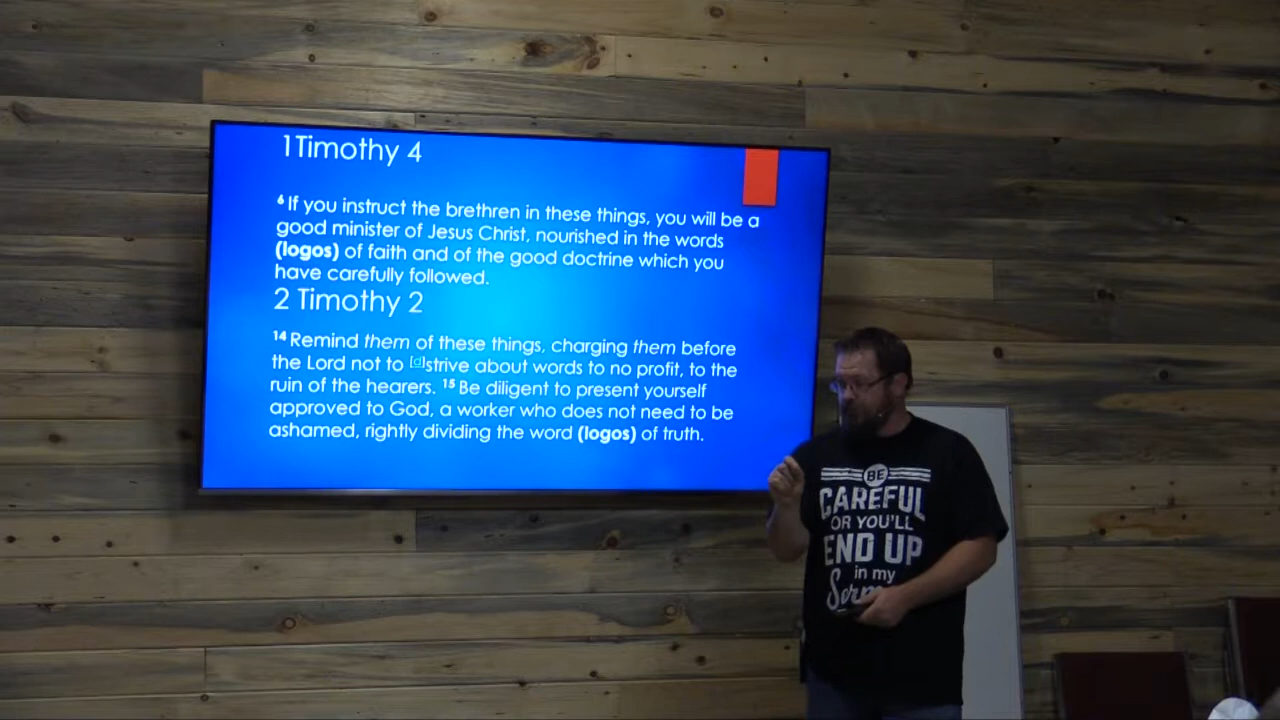 1Timothy 4
6 If you instruct the brethren in these things, you will be a
good minister of Jesus Christ, nourished in the words
(logos) of faith and of the good doctrine which you
have carefully followed.
2 Timothy 2
14 Remind them of these things, charging them before
the Lord not to [d]strive about words to no profit, to the
ruin of the hearers. 15 Be diligent to present yourself
approved to God, a worker who does not need to be
ashamed, rightly dividing the word (logos) of truth.
BE
CAREFUL
OR YOU'LL
END UP
in my